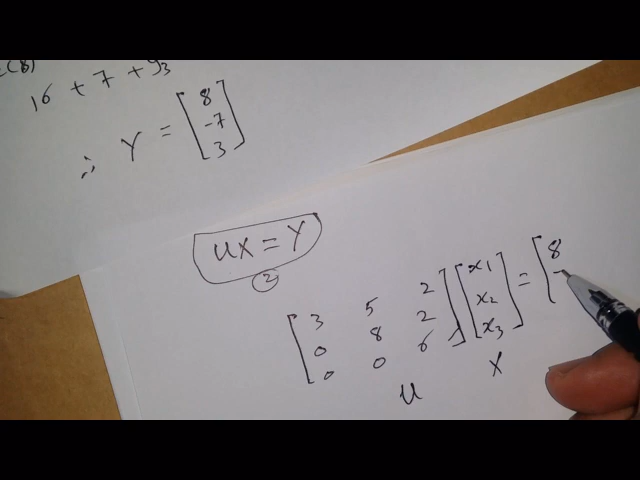 16 + 7 + y3
∴ Y = [8
-7
3]
UX = Y
2
[3 5 2] [x1] = [8
0 8 2 x2
0 0 6 x3
U X